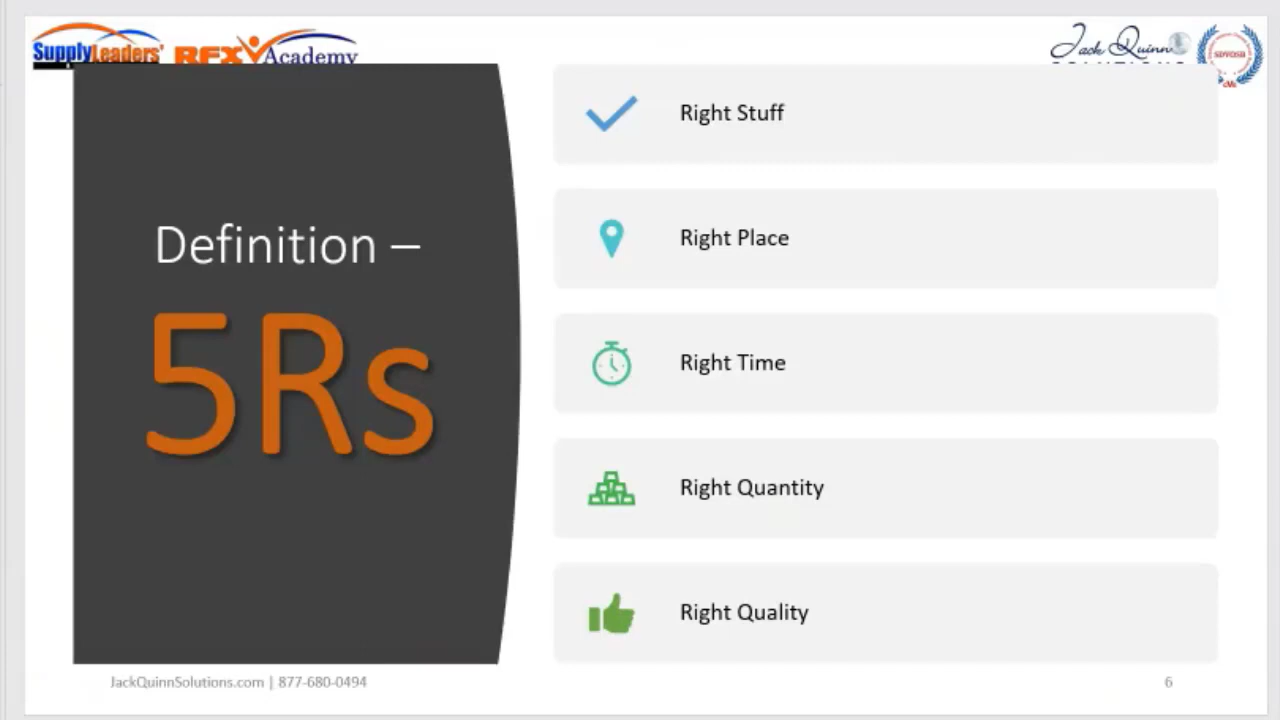 SupplyLeaders'
RFX Academy
Jack Quinn
SDVOSB
Definition –
5Rs
Right Stuff
Right Place
Right Time
Right Quantity
Right Quality
JackQuinnSolutions.com | 877-680-0494
6